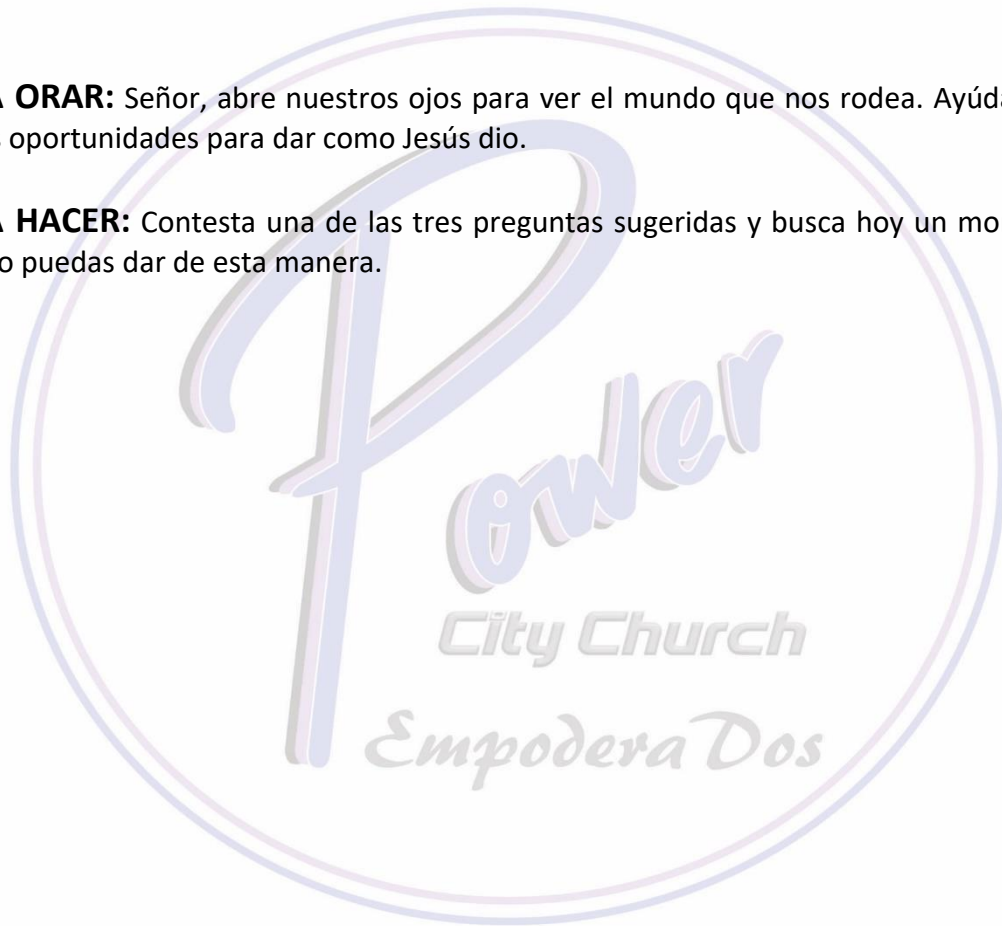 A ORAR: Señor, abre nuestros ojos para ver el mundo que nos rodea. Ayúda
s oportunidades para dar como Jesús dio.
A HACER: Contesta una de las tres preguntas sugeridas y busca hoy un mo
o puedas dar de esta manera.
Power
City Church
EmpoderaDos